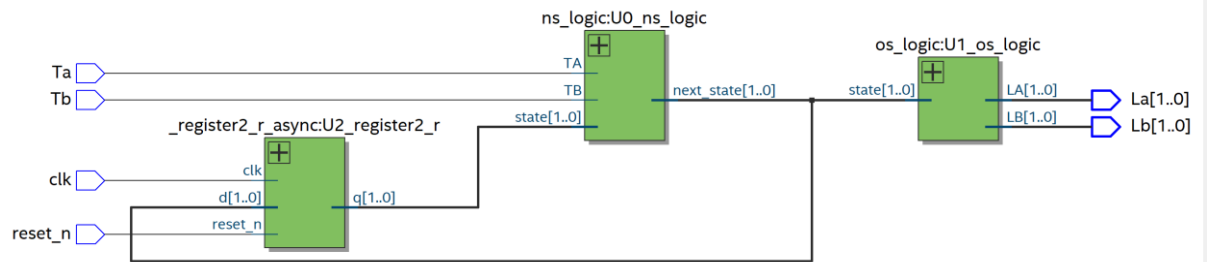 ns_logic:U0_ns_logic
os_logic:U1_os_logic
Ta
TA
Tb
TB
next_state[1..0]
state[1..0]
LA[1..0]
La[1..0]
state[1..0]
LB[1..0]
Lb[1..0]
_register2_r_async:U2_register2_r
clk
clk
d[1..0]
q[1..0]
reset_n
reset_n